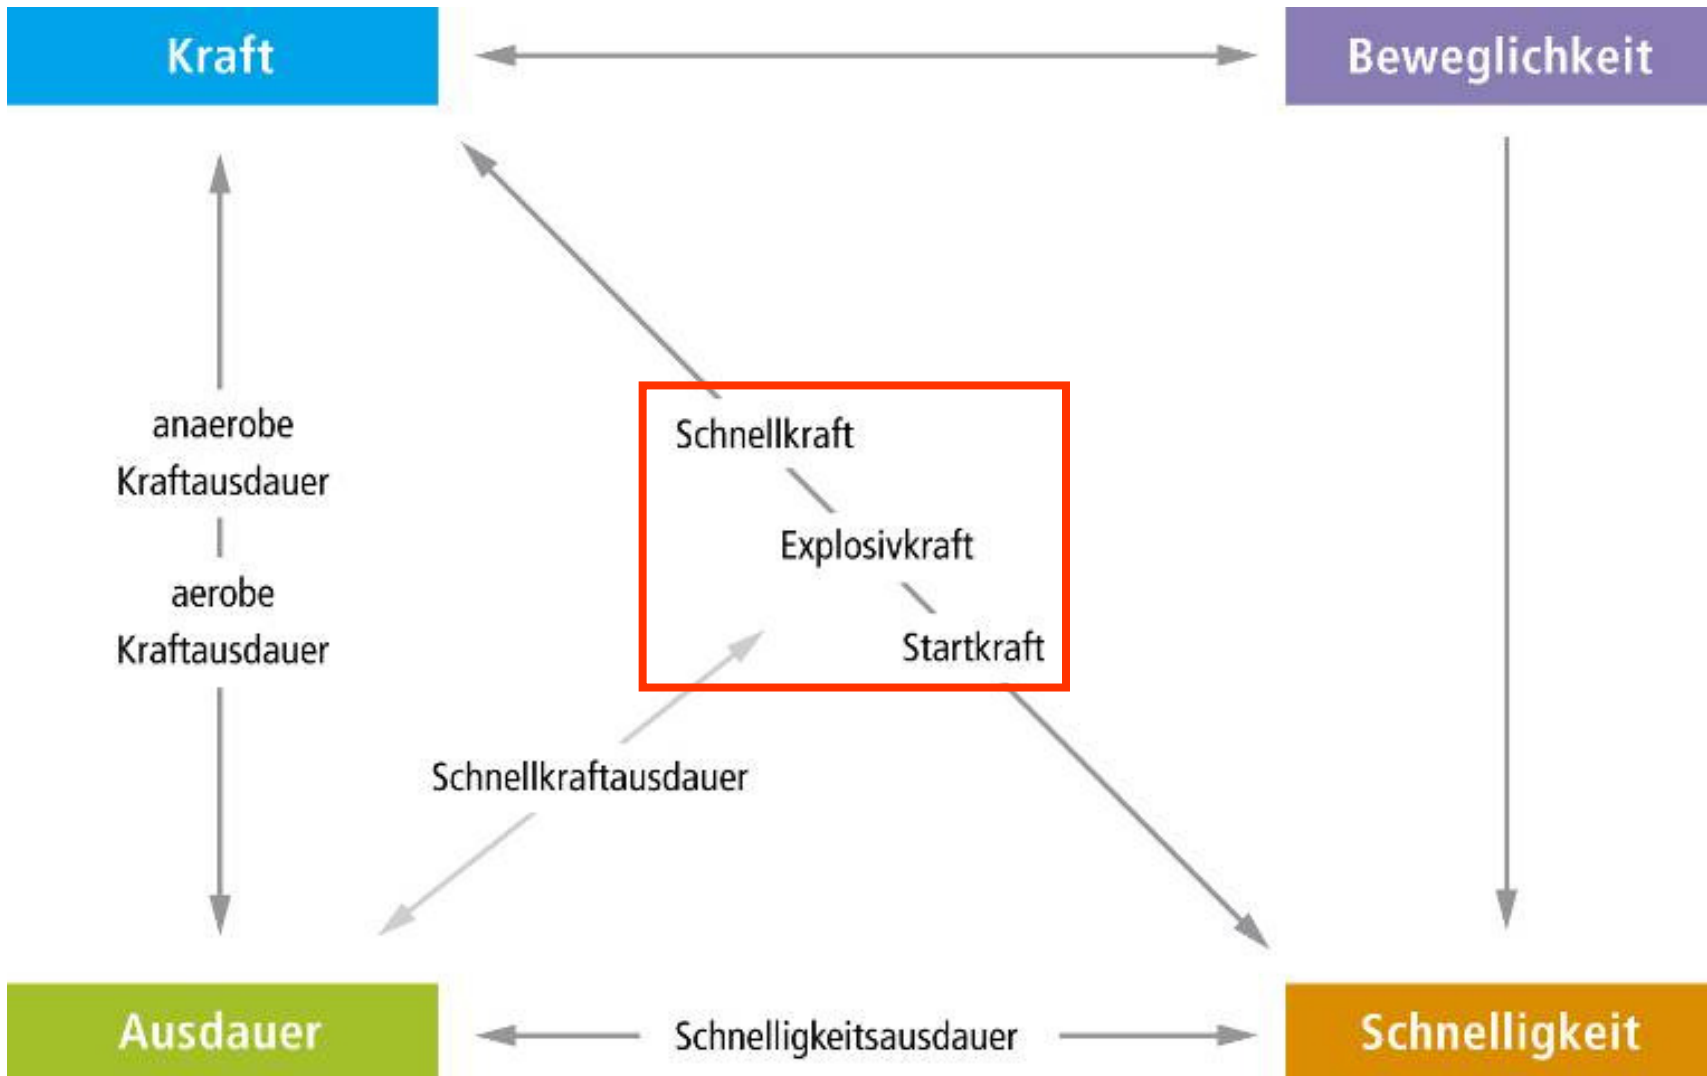 Kraft
Beweglichkeit
anaerobe
Kraftausdauer
aerobe
Kraftausdauer
Schnellkraft
Explosivkraft
Startkraft
Schnellkraftausdauer
Ausdauer
Schnelligkeitsausdauer
Schnelligkeit